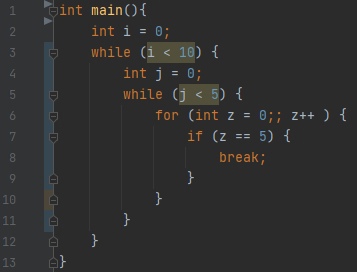 1 int main(){
2     int i = 0;
3     while (i < 10) {
4         int j = 0;
5         while (j < 5) {
6             for (int z = 0;; z++ ) {
7                 if (z == 5) {
8                     break;
9                 }
10             }
11         }
12     }
13 }